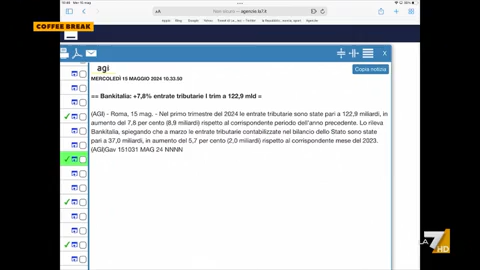 COFFEE BREAK
agi
Copia notizia
X
MERCOLEDÌ 15 MAGGIO 2024 10.33.50
== Bankitalia: +7,8% entrate tributarie I trim a 122,9 mld =
(AGI) - Roma, 15 mag. - Nel primo trimestre del 2024 le entrate tributarie sono state pari a 122,9 miliardi, in
aumento del 7,8 per cento (8,9 miliardi) rispetto al corrispondente periodo dell'anno precedente. Lo rileva
Bankitalia, spiegando che a marzo le entrate tributarie contabilizzate nel bilancio dello Stato sono state
pari a 37,0 miliardi, in aumento del 5,7 per cento (2,0 miliardi) rispetto al corrispondente mese del 2023.
(AGI)Gav 151031 MAG 24 NNNN
LA 7 HD